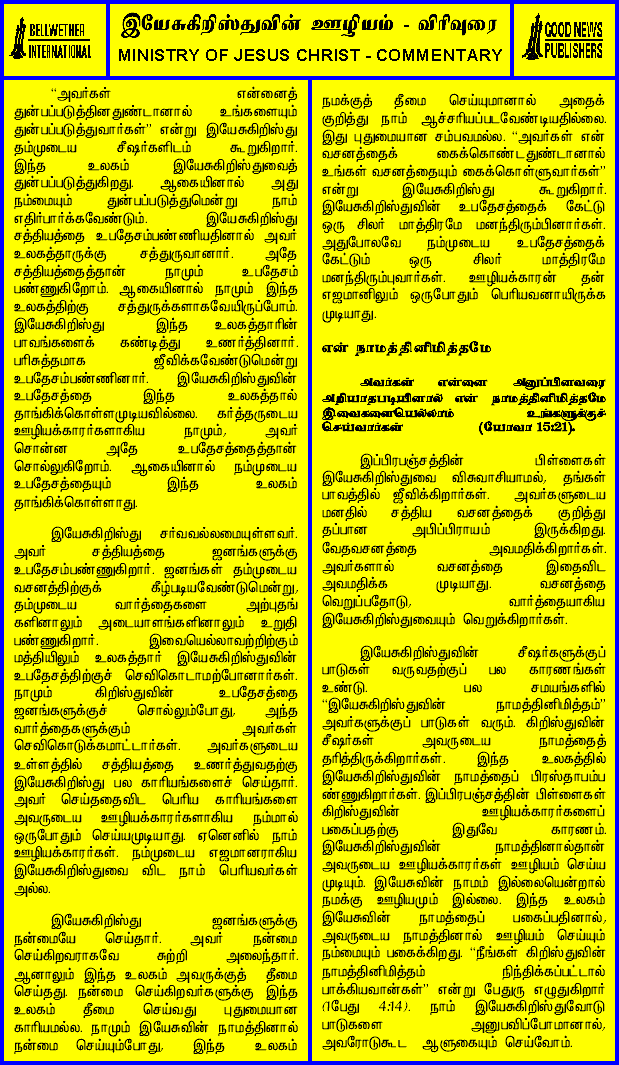 BELLWETHER
INTERNATIONAL
இயேசுகிறிஸ்துவின் ஊழியம் - விரிவுரை
MINISTRY OF JESUS CHRIST - COMMENTARY
GOOD NEWS
PUBLISHERS
“அவர்கள் என்னைத்
துன்பப்படுத்தினதுண்டானால் உங்களையும்
துன்பப்படுத்துவார்கள்” என்று இயேசுகிறிஸ்து
தம்முடைய சீஷர்களிடம் கூறுகிறார்.
இந்த உலகம் இயேசுகிறிஸ்துவைத்
துன்பப்படுத்துகிறது. ஆகையினால் அது
நம்மையும் துன்பப்படுத்துமென்று நாம்
எதிர்பார்க்கவேண்டும். இயேசுகிறிஸ்து
சத்தியத்தை உபதேசம்பண்ணியதினால் அவர்
உலகத்தாருக்கு சத்துருவானார். அதே
சத்தியத்தைத்தான் நாமும் உபதேசம்
பண்ணுகிறோம். ஆகையினால் நாமும் இந்த
உலகத்திற்கு சத்துருக்களாகவேயிருப்போம்.
இயேசுகிறிஸ்து இந்த உலகத்தாரின்
பாவங்களைக் கண்டித்து உணர்த்தினார்.
பரிசுத்தமாக ஜீவிக்கவேண்டுமென்று
உபதேசம்பண்ணினார். இயேசுகிறிஸ்துவின்
உபதேசத்தை இந்த உலகத்தால்
தாங்கிக்கொள்ளமுடியவில்லை. கர்த்தருடைய
ஊழியக்காரர்களாகிய நாமும், அவர்
சொன்ன அதே உபதேசத்தைத்தான்
சொல்லுகிறோம். ஆகையினால் நம்முடைய
உபதேசத்தையும் இந்த உலகம்
தாங்கிக்கொள்ளாது.
இயேசுகிறிஸ்து சர்வவல்லமையுள்ளவர்.
அவர் சத்தியத்தை ஜனங்களுக்கு
உபதேசம்பண்ணுகிறார். ஜனங்கள் தம்முடைய
வசனத்திற்குக் கீழ்படியவேண்டுமென்று,
தம்முடைய வார்த்தைகளை அற்புதங்
களினாலும் அடையாளங்களினாலும் உறுதி
பண்ணுகிறார். இவையெல்லாவற்றிற்கும்
மத்தியிலும் உலகத்தார் இயேசுகிறிஸ்துவின்
உபதேசத்திற்குச் செவிகொடாமற்போனார்கள்.
நாமும் கிறிஸ்துவின் உபதேசத்தை
ஜனங்களுக்குச் சொல்லும்போது, அந்த
வார்த்தைகளுக்கும் அவர்கள்
செவிகொடுக்கமாட்டார்கள். அவர்களுடைய
உள்ளத்தில் சத்தியத்தை உணர்த்துவதற்கு
இயேசுகிறிஸ்து பல காரியங்களைச் செய்தார்.
அவர் செய்ததைவிட பெரிய காரியங்களை
அவருடைய ஊழியக்காரர்களாகிய நம்மால்
ஒருபோதும் செய்யமுடியாது. ஏனெனில் நாம்
ஊழியக்காரர்கள். நம்முடைய எஜமானராகிய
இயேசுகிறிஸ்துவை விட நாம் பெரியவர்கள்
அல்ல.
இயேசுகிறிஸ்து ஜனங்களுக்கு
நன்மையே செய்தார். அவர் நன்மை
செய்கிறவராகவே சுற்றி அலைந்தார்.
ஆனாலும் இந்த உலகம் அவருக்குத் தீமை
செய்தது. நன்மை செய்கிறவர்களுக்கு இந்த
உலகம் தீமை செய்வது புதுமையான
காரியமல்ல. நாமும் இயேசுவின் நாமத்தினால்
நன்மை செய்யும்போது, இந்த உலகம்
நமக்குத் தீமை செய்யுமானால் அதைக்
குறித்து நாம் ஆச்சரியப்படவேண்டியதில்லை.
இது புதுமையான சம்பவமல்ல. “அவர்கள் என்
வசனத்தைக் கைக்கொண்டதுண்டானால்
உங்கள் வசனத்தையும் கைக்கொள்ளுவார்கள்”
என்று இயேசுகிறிஸ்து கூறுகிறார்.
இயேசுகிறிஸ்துவின் உபதேசத்தைக் கேட்டு
ஒரு சிலர் மாத்திரமே மனந்திரும்பினார்கள்.
அதுபோலவே நம்முடைய உபதேசத்தைக்
கேட்டும் ஒரு சிலர் மாத்திரமே
மனந்திரும்புவார்கள். ஊழியக்காரன் தன்
எஜமானிலும் ஒருபோதும் பெரியவனாயிருக்க
முடியாது.
என் நாமத்தினிமித்தமே
அவர்கள் என்னை அனுப்பினவரை
அறியாதபடியினால் என் நாமத்தினிமித்தமே
இவைகளையெல்லாம் உங்களுக்குச்
செய்வார்கள் (யோவா 15:21).
இப்பிரபஞ்சத்தின் பிள்ளைகள்
இயேசுகிறிஸ்துவை விசுவாசியாமல், தங்கள்
பாவத்தில் ஜீவிக்கிறார்கள். அவர்களுடைய
மனதில் சத்திய வசனத்தைக் குறித்து
தப்பான அபிப்பிராயம் இருக்கிறது.
வேதவசனத்தை அவமதிக்கிறார்கள்.
அவர்களால் வசனத்தை இதைவிட
அவமதிக்க முடியாது. வசனத்தை
வெறுப்பதோடு, வார்த்தையாகிய
இயேசுகிறிஸ்துவையும் வெறுக்கிறார்கள்.
இயேசுகிறிஸ்துவின் சீஷர்களுக்குப்
பாடுகள் வருவதற்குப் பல காரணங்கள்
உண்டு. பல சமயங்களில்
“இயேசுகிறிஸ்துவின் நாமத்தினிமித்தம்”
அவர்களுக்குப் பாடுகள் வரும். கிறிஸ்துவின்
சீஷர்கள் அவருடைய நாமத்தைத்
தரித்திருக்கிறார்கள். இந்த உலகத்தில்
இயேசுகிறிஸ்துவின் நாமத்தைப் பிரஸ்தாபம்ப
ண்ணுகிறார்கள். இப்பிரபஞ்சத்தின் பிள்ளைகள்
கிறிஸ்துவின் ஊழியக்காரர்களைப்
பகைப்பதற்கு இதுவே காரணம்.
இயேசுகிறிஸ்துவின் நாமத்தினால்தான்
அவருடைய ஊழியக்காரர்கள் ஊழியம் செய்ய
முடியும். இயேசுவின் நாமம் இல்லையென்றால்
நமக்கு ஊழியமும் இல்லை. இந்த உலகம்
இயேசுவின் நாமத்தைப் பகைப்பதினால்,
அவருடைய நாமத்தினால் ஊழியம் செய்யும்
நம்மையும் பகைக்கிறது. “நீங்கள் கிறிஸ்துவின்
நாமத்தினிமித்தம் நிந்திக்கப்பட்டால்
பாக்கியவான்கள்” என்று பேதுரு எழுதுகிறார்
(1பேது 4:14). நாம் இயேசுகிறிஸ்துவோடு
பாடுகளை அனுபவிப்போமானால்,
அவரோடுகூட ஆளுகையும் செய்வோம்.